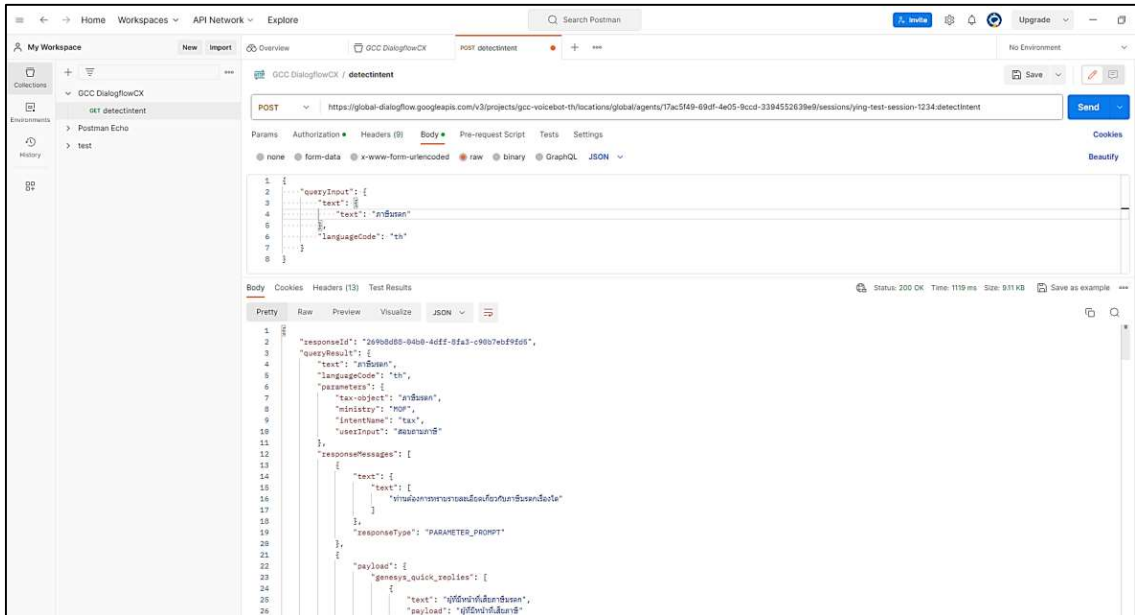 Home Workspaces API Network Explore Search Postman Invite Upgrade
My Workspace New Import Overview GCC DialogflowCX POST detectintent No Environment
Collections
Environments
History
GCC DialogflowCX
GET detectintent
Postman Echo
test
GCC DialogflowCX / detectintent Save
POST https://global-dialogflow.googleapis.com/v3/projects/gcc-voicebot-th/locations/global/agents/17ac5f49-69df-4e05-9ccd-3394552639e9/sessions/ying-test-session-1234:detectIntent Send
Params Authorization Headers (9) Body Pre-request Script Tests Settings Cookies
none form-data x-www-form-urlencoded raw binary GraphQL JSON Beautify
1 {
2 "queryInput": {
3 "text": {
4 "text": "ภาษีมรดก"
5 },
6 "languageCode": "th"
7 }
8 }
Body Cookies Headers (13) Test Results Status: 200 OK Time: 1119 ms Size: 9.11 KB Save as example
Pretty Raw Preview Visualize JSON
1 {
2 "responseId": "269b8d88-04b0-4dff-8fa3-c90b7ebf9fd6",
3 "queryResult": {
4 "text": "ภาษีมรดก",
5 "languageCode": "th",
6 "parameters": {
7 "tax-object": "ภาษีมรดก",
8 "ministry": "MOF",
9 "intentName": "tax",
10 "userInput": "สอบถามภาษี"
11 },
12 "responseMessages": [
13 {
14 "text": {
15 "text": [
16 "ท่านต้องการทราบรายละเอียดเกี่ยวกับภาษีมรดกเรื่องใด"
17 ]
18 },
19 "responseType": "PARAMETER_PROMPT"
20 },
21 {
22 "payload": {
23 "genesys_quick_replies": [
24 {
25 "text": "ผู้ที่มีหน้าที่เสียภาษีมรดก",
26 "payload": "ผู้ที่มีหน้าที่เสียภาษี"